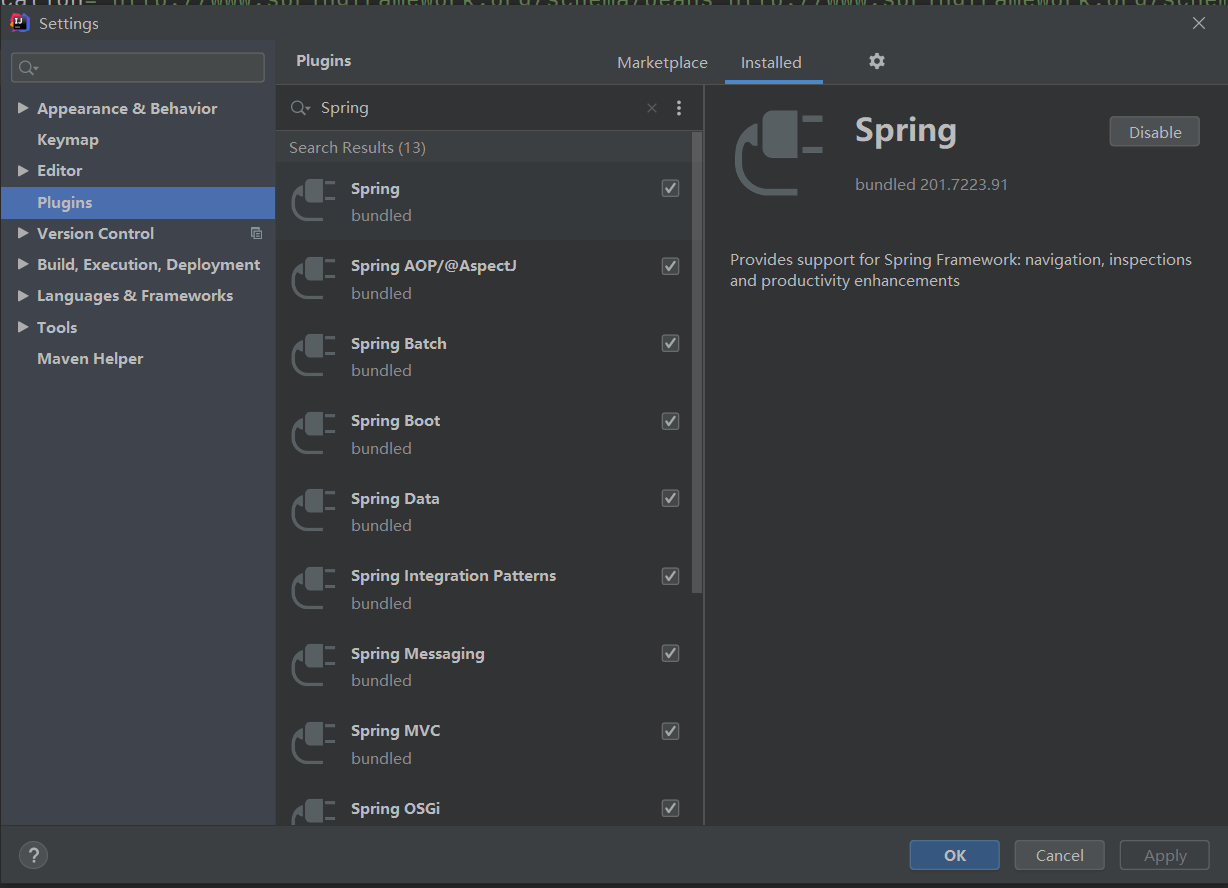 Settings
Plugins
Marketplace
Installed
Appearance & Behavior
Keymap
Editor
Plugins
Version Control
Build, Execution, Deployment
Languages & Frameworks
Tools
Maven Helper
Spring
Search Results (13)
Spring
bundled
Spring AOP/@AspectJ
bundled
Spring Batch
bundled
Spring Boot
bundled
Spring Data
bundled
Spring Integration Patterns
bundled
Spring Messaging
bundled
Spring MVC
bundled
Spring OSGi
Spring
Disable
bundled 201.7223.91
Provides support for Spring Framework: navigation, inspections
and productivity enhancements
?
OK
Cancel
Apply